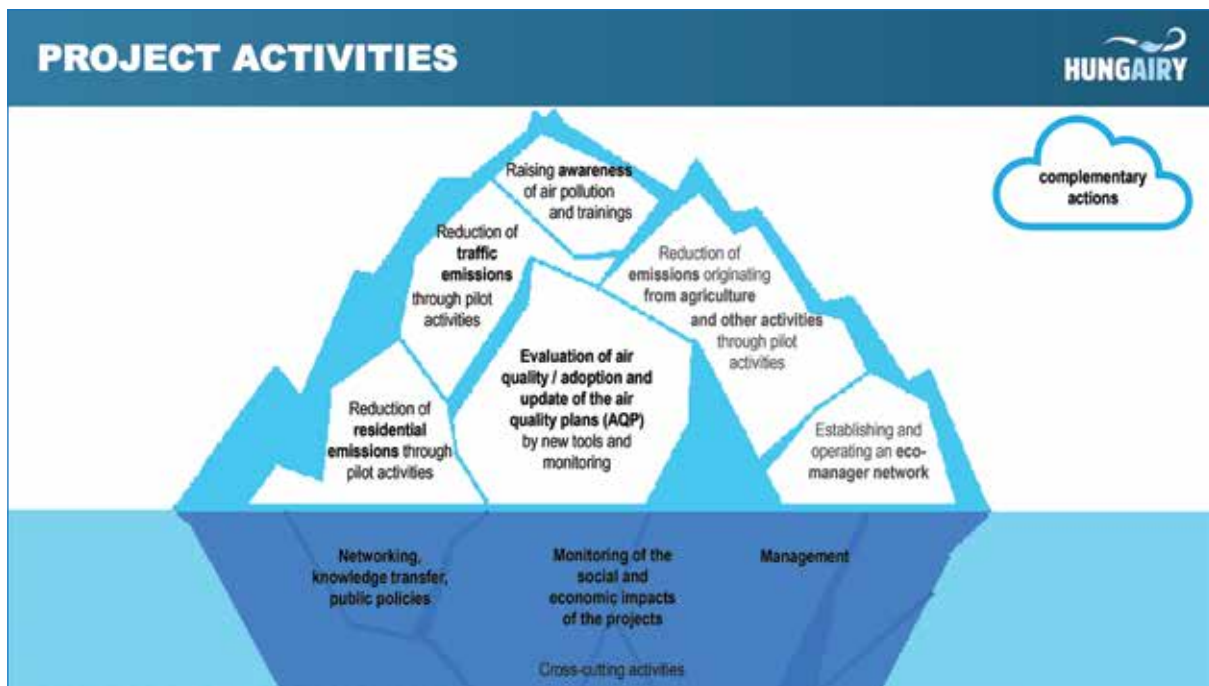 PROJECT ACTIVITIES
HUNGAIRY
complementary
actions
Raising awareness
of air pollution
and trainings
Reduction of
traffic
emissions
through pilot
activities
Reduction of
emissions originating
from agriculture
and other activities
through pilot
activities
Evaluation of air
quality / adoption and
update of the air
quality plans (AQP)
by new tools and
monitoring
Reduction of
residential
emissions through
pilot activities
Establishing and
operating an eco-
manager network
Networking,
knowledge transfer,
public policies
Monitoring of the
social and
economic impacts
of the projects
Management
Cross-cutting activities